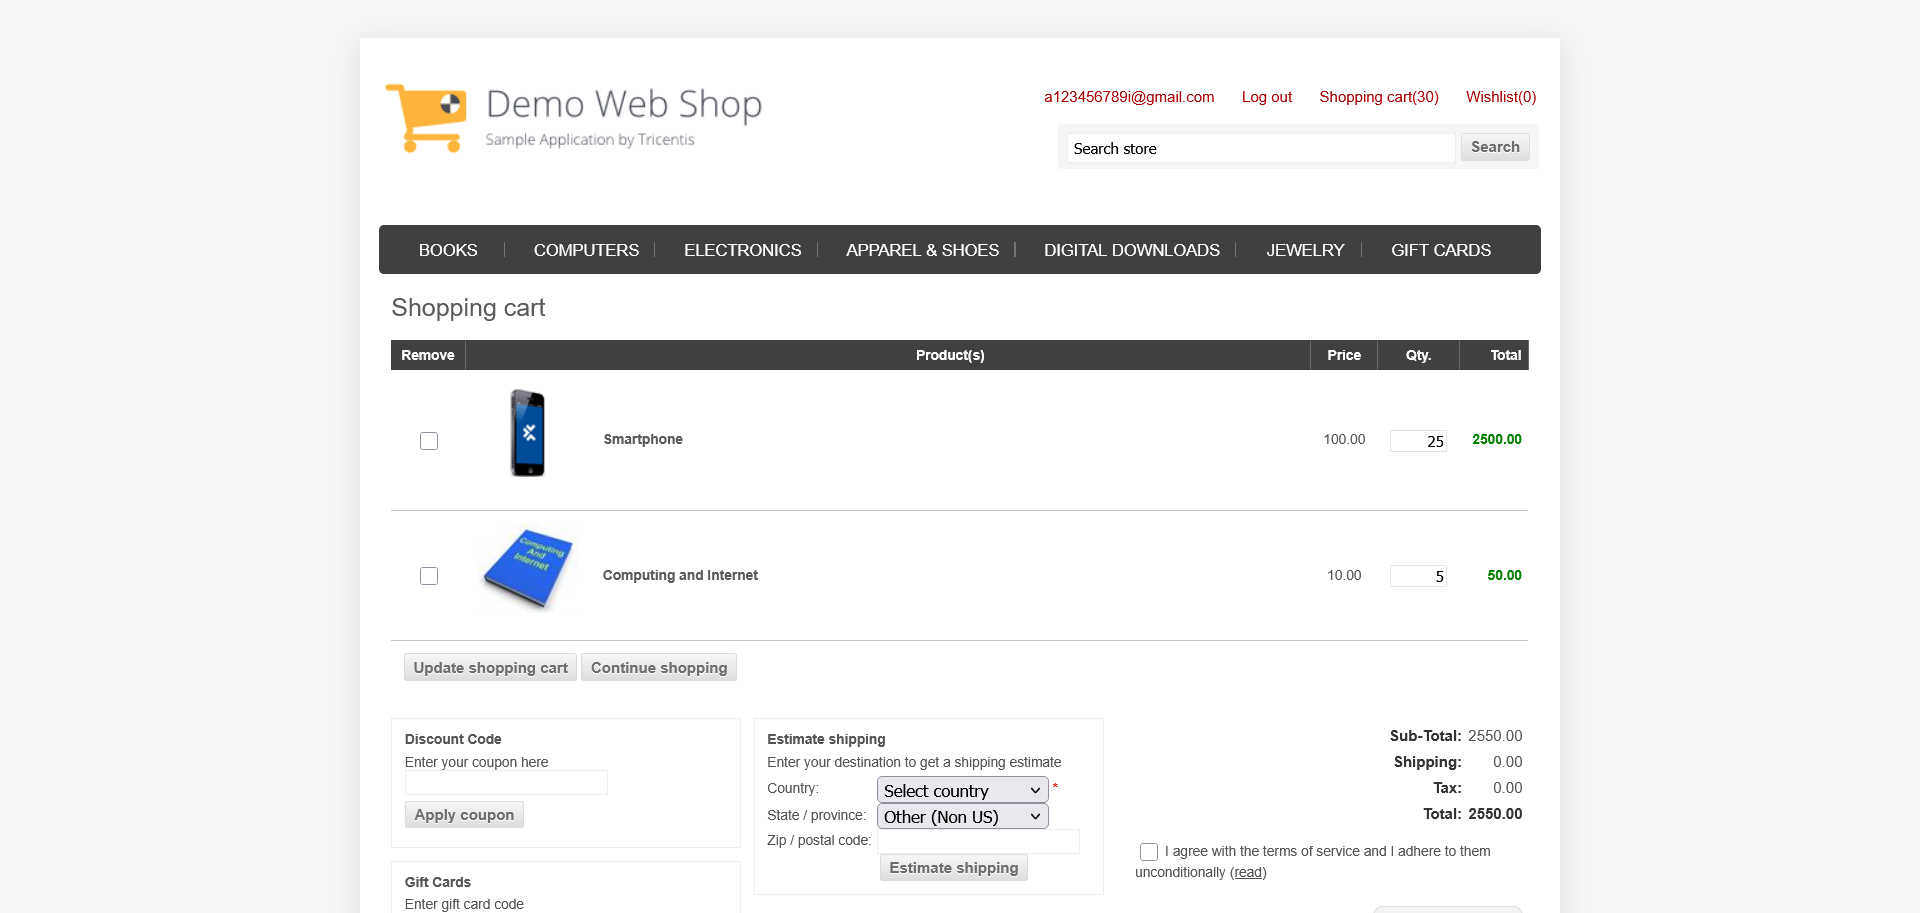 Demo Web Shop
Sample Application by Tricentis
a123456789i@gmail.com Log out Shopping cart(30) Wishlist(0)
Search store Search
BOOKS COMPUTERS ELECTRONICS APPAREL & SHOES DIGITAL DOWNLOADS JEWELRY GIFT CARDS
Shopping cart
Remove Product(s) Price Qty. Total
Smartphone 100.00 25 2500.00
Computing
And
Internet
Computing and Internet 10.00 5 50.00
Update shopping cart Continue shopping
Discount Code
Enter your coupon here
Apply coupon
Gift Cards
Enter gift card code
Estimate shipping
Enter your destination to get a shipping estimate
Country: Select country *
State / province: Other (Non US)
Zip / postal code:
Estimate shipping
Sub-Total: 2550.00
Shipping: 0.00
Tax: 0.00
Total: 2550.00
I agree with the terms of service and I adhere to them
unconditionally (read)